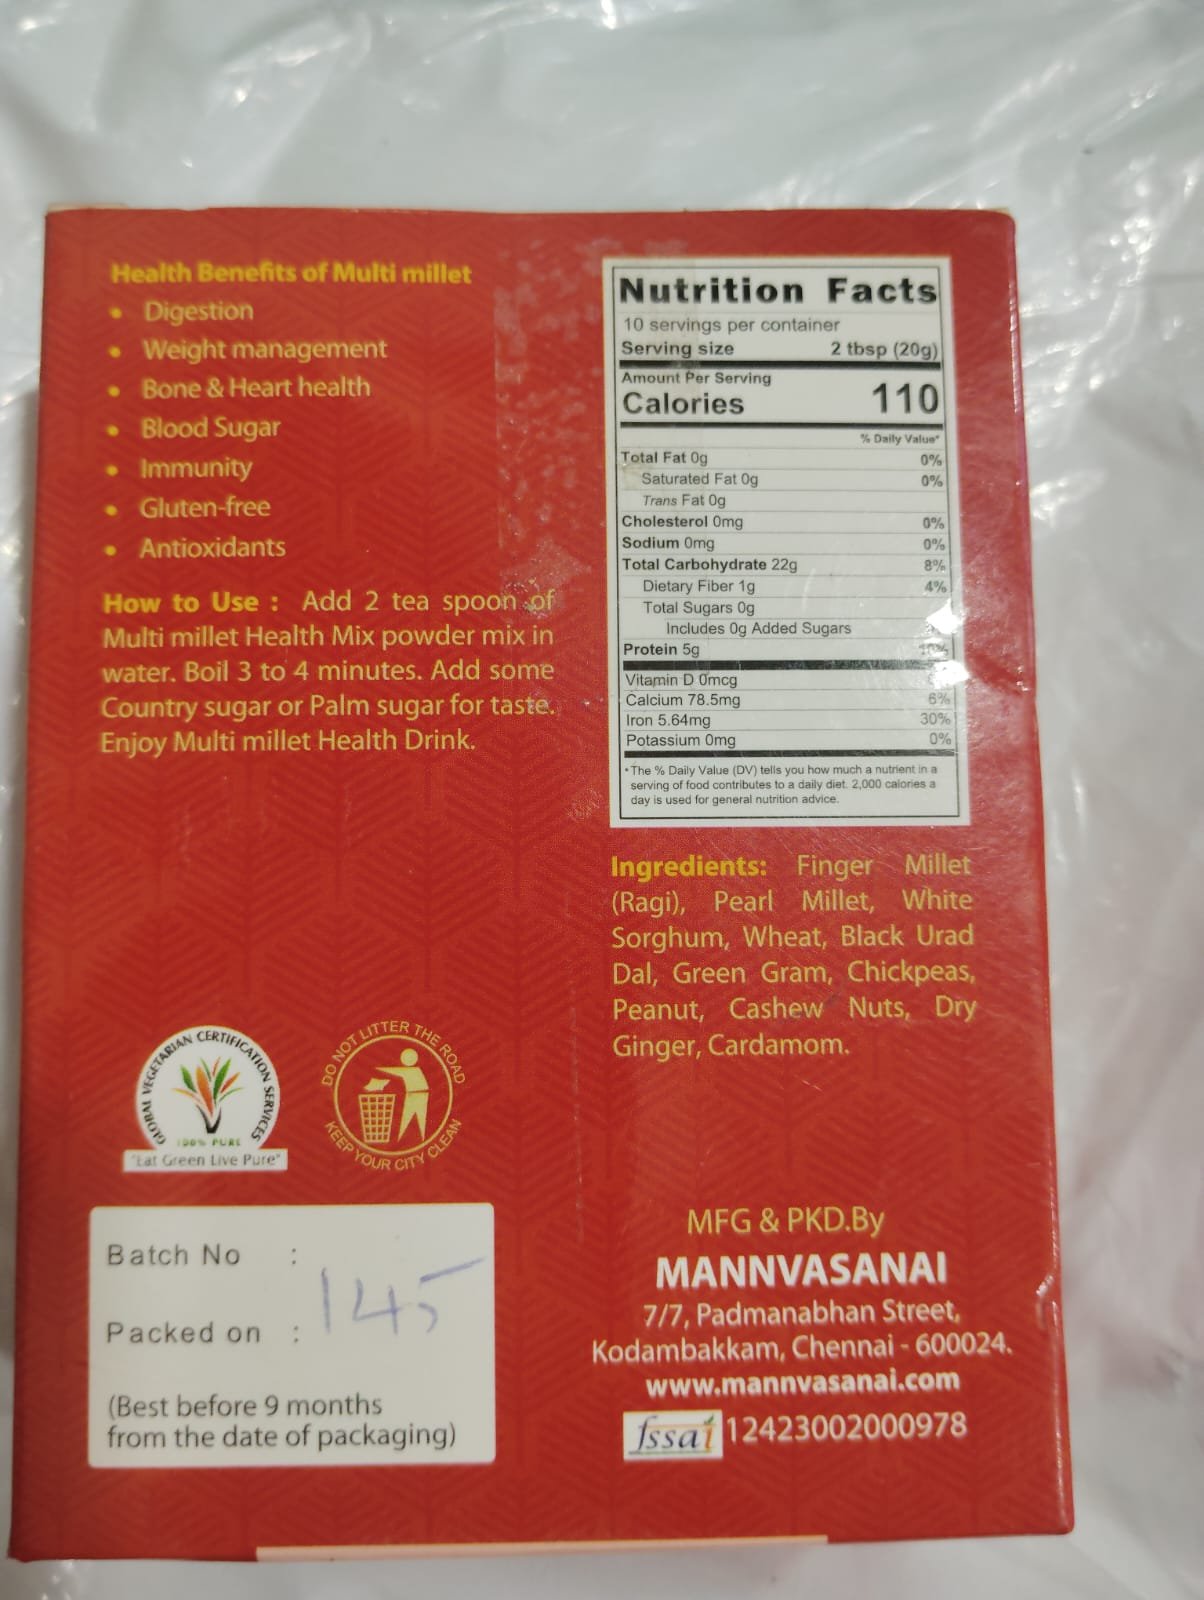 Health Benefits of Multi millet
• Digestion
• Weight management
• Bone & Heart health
• Blood Sugar
• Immunity
• Gluten-free
• Antioxidants
How to Use : Add 2 tea spoon of
Multi millet Health Mix powder mix in
water. Boil 3 to 4 minutes. Add some
Country sugar or Palm sugar for taste.
Enjoy Multi millet Health Drink.
GLOBAL VEGETARIAN CERTIFICATION SERVICES
100% PURE
"Eat Green Live Pure"
DO NOT LITTER THE ROAD
KEEP YOUR CITY CLEAN
Batch No :
145
Packed on :
(Best before 9 months
from the date of packaging)
Nutrition Facts
10 servings per container
Serving size 2 tbsp (20g)
Amount Per Serving
Calories 110
% Daily Value*
Total Fat 0g 0%
Saturated Fat 0g 0%
Trans Fat 0g
Cholesterol 0mg 0%
Sodium 0mg 0%
Total Carbohydrate 22g 8%
Dietary Fiber 1g 4%
Total Sugars 0g
Includes 0g Added Sugars
Protein 5g
Vitamin D 0mcg
Calcium 78.5mg 6%
Iron 5.64mg 30%
Potassium 0mg 0%
*The % Daily Value (DV) tells you how much a nutrient in a
serving of food contributes to a daily diet. 2,000 calories a
day is used for general nutrition advice.
Ingredients: Finger Millet
(Ragi), Pearl Millet, White
Sorghum, Wheat, Black Urad
Dal, Green Gram, Chickpeas,
Peanut, Cashew Nuts, Dry
Ginger, Cardamom.
MFG & PKD.By
MANNVASANAI
7/7, Padmanabhan Street,
Kodambakkam, Chennai - 600024.
www.mannvasanai.com
fssai 12423002000978